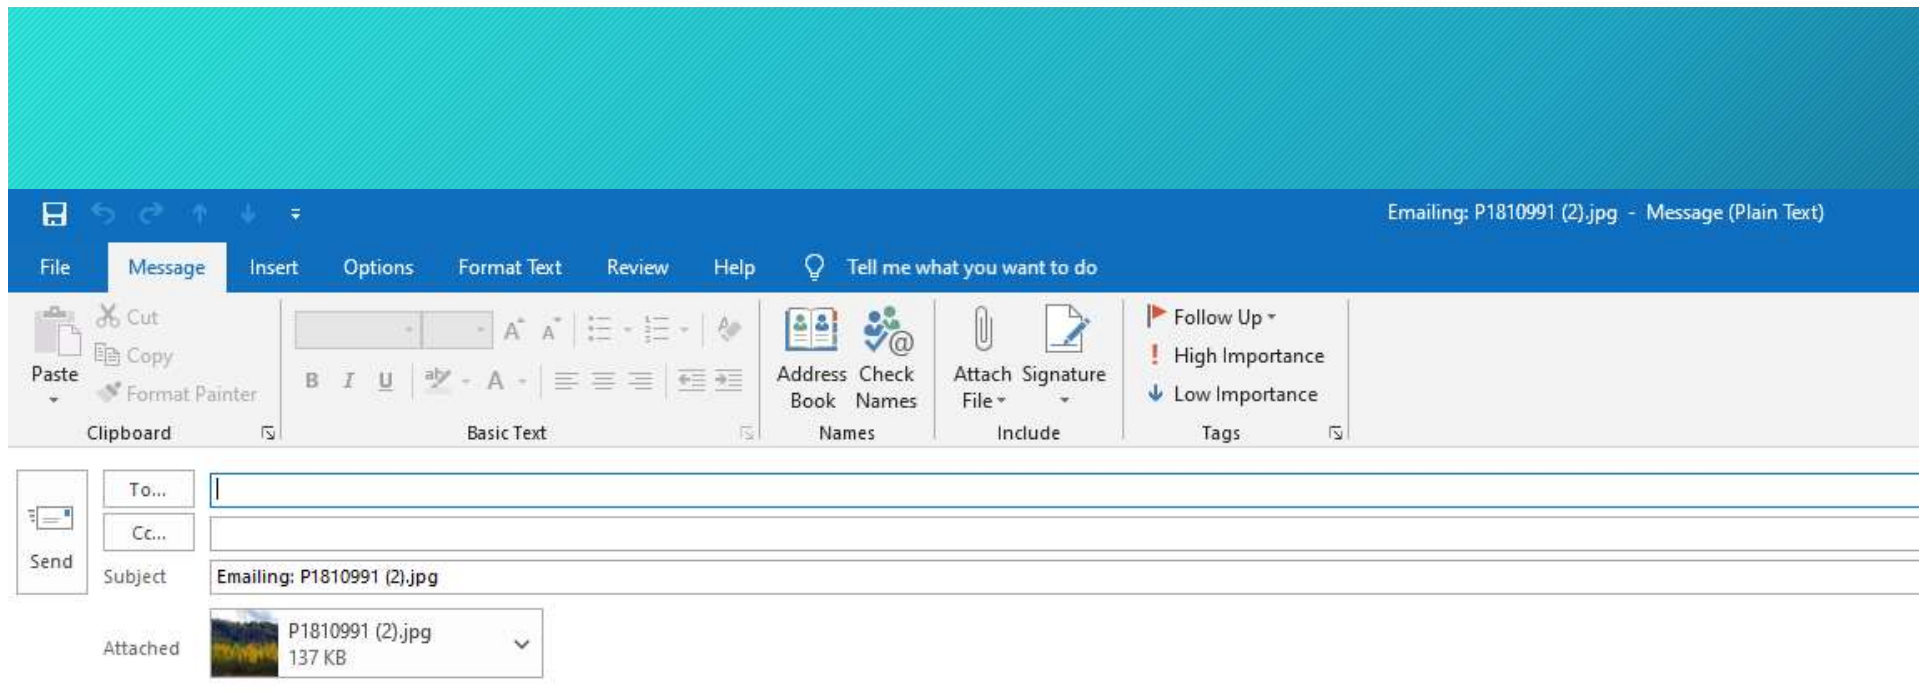 Emailing: P1810991 (2).jpg - Message (Plain Text)
File Message Insert Options Format Text Review Help Tell me what you want to do
Paste
Cut
Copy
Format Painter
Clipboard
A A
B I U aby A
Basic Text
Address Book
Check Names
Names
Attach File
Signature
Include
Follow Up
! High Importance
Low Importance
Tags
Send
To...
Cc...
Subject Emailing: P1810991 (2).jpg
Attached P1810991 (2).jpg
137 KB